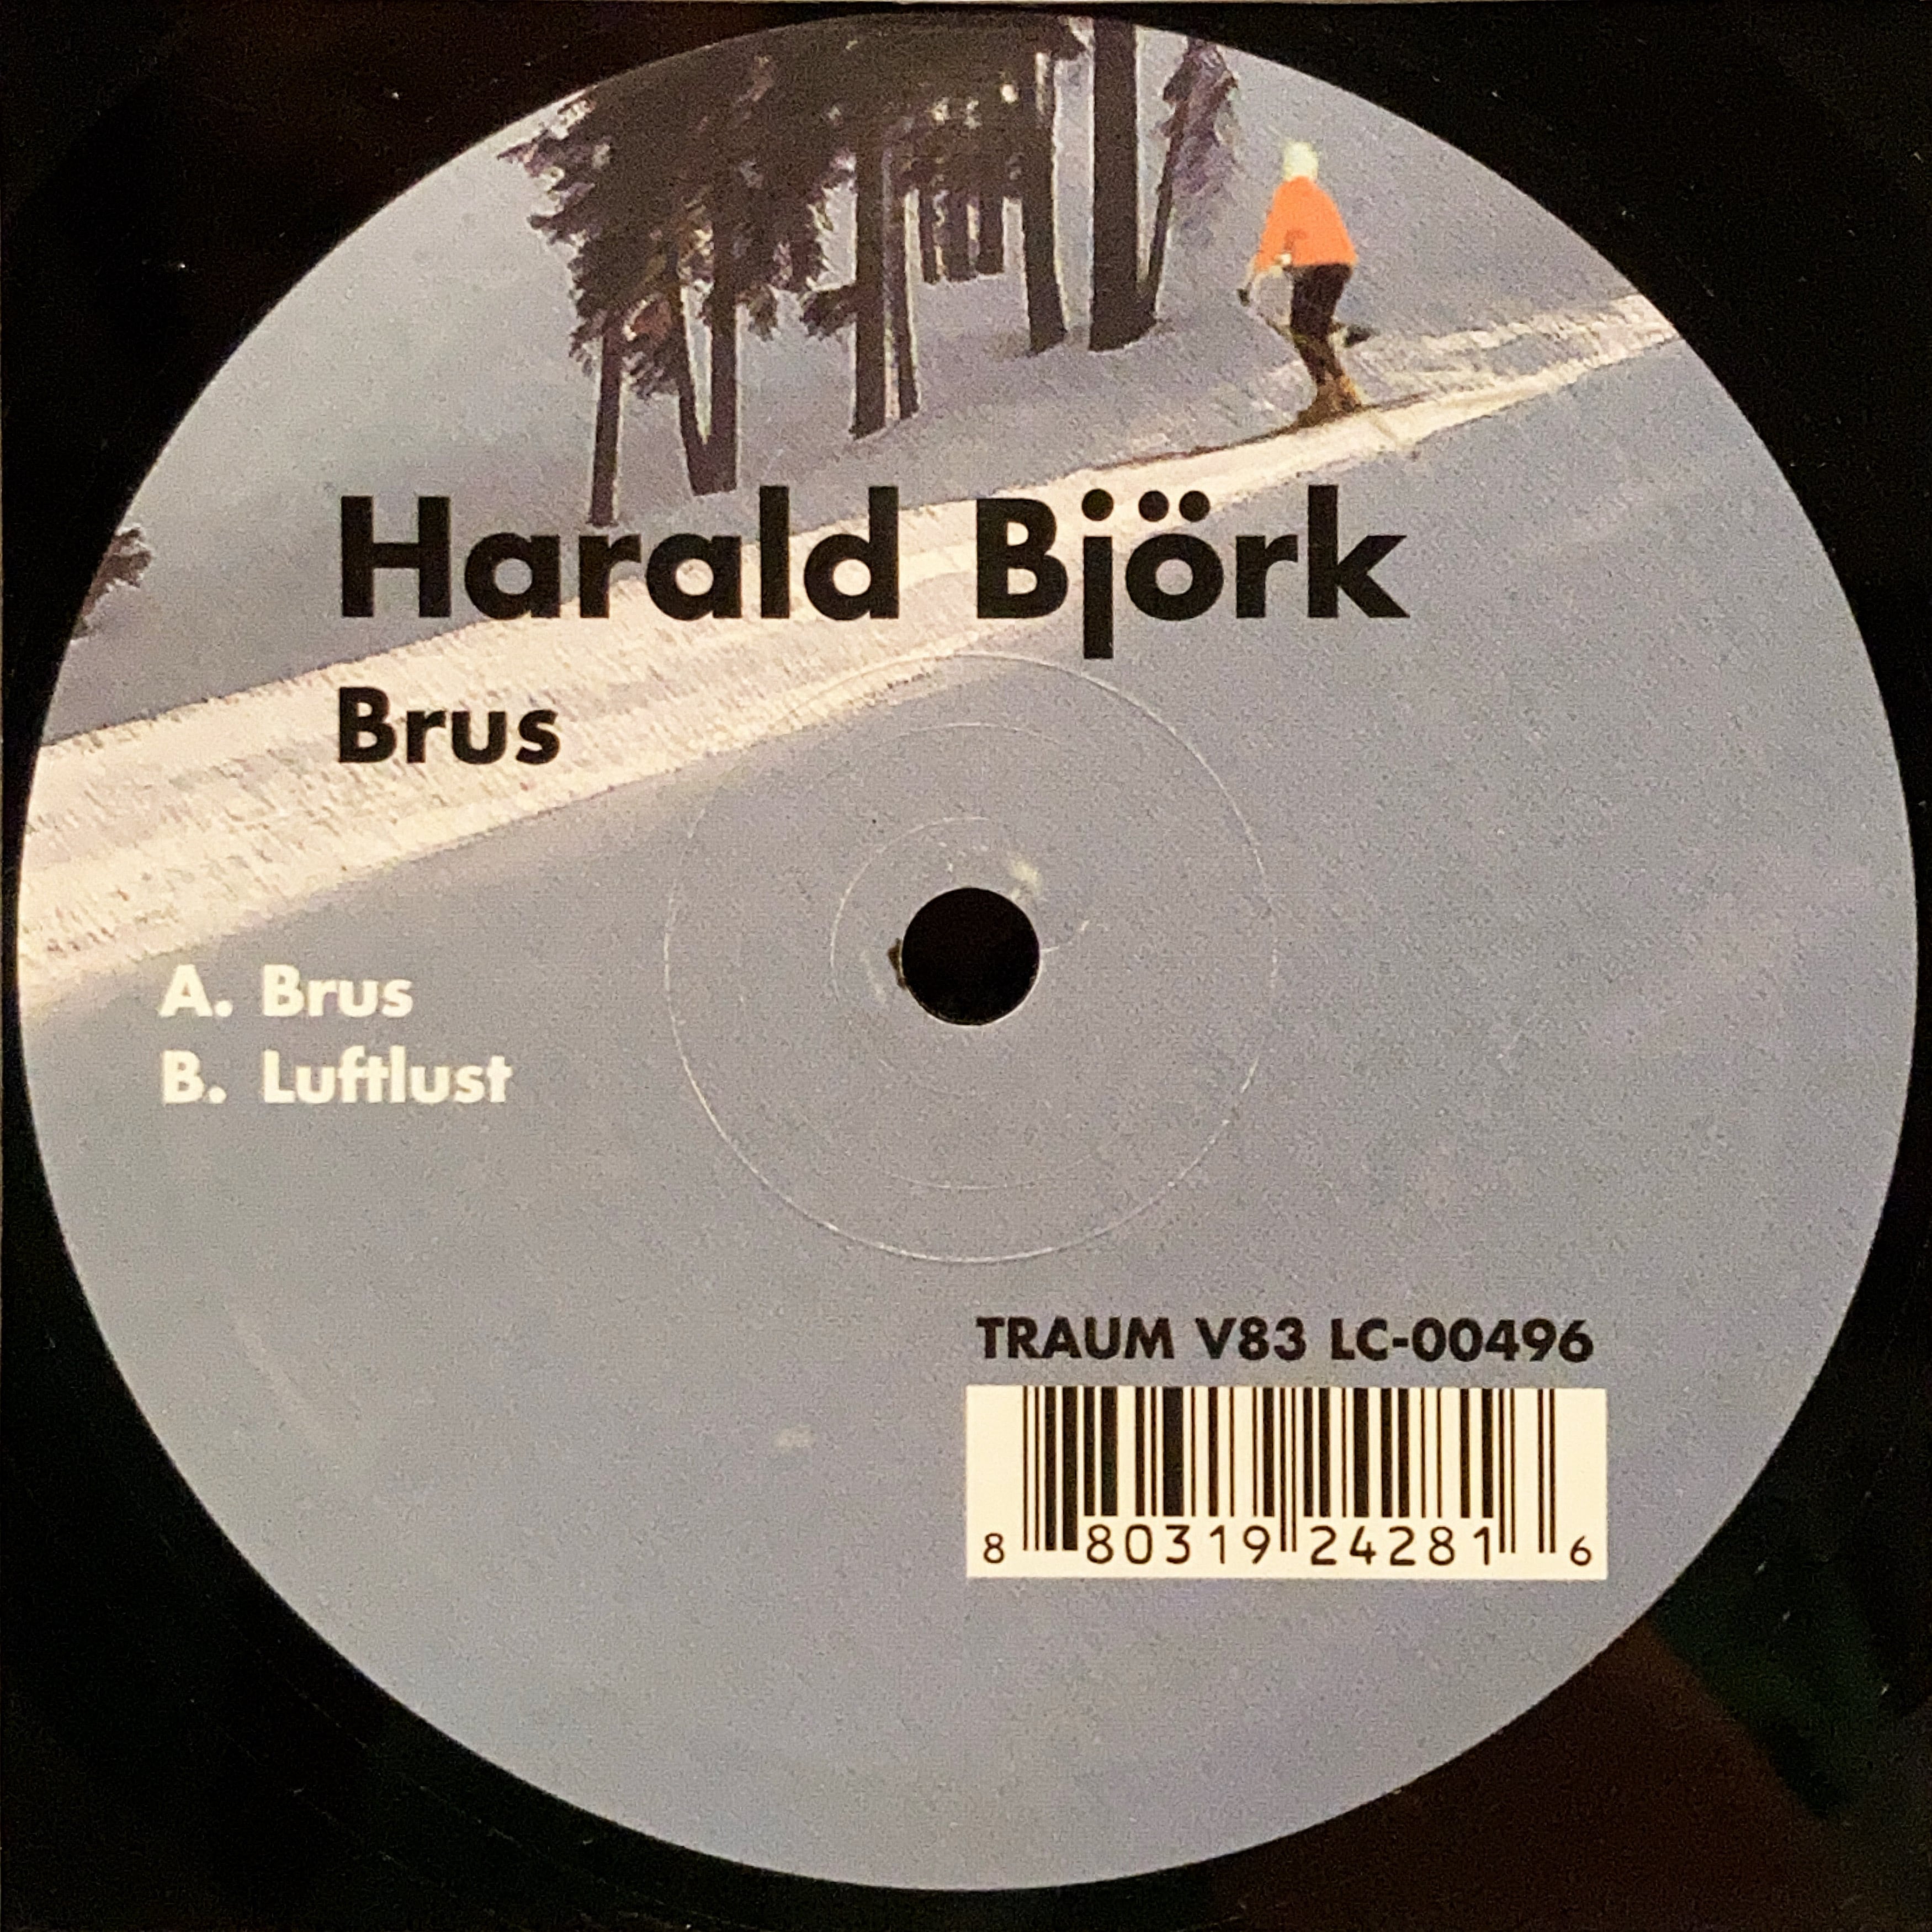 Harald Björk
Brus
A. Brus
B. Luftlust
TRAUM V83 LC-00496
8 80319 24281 6